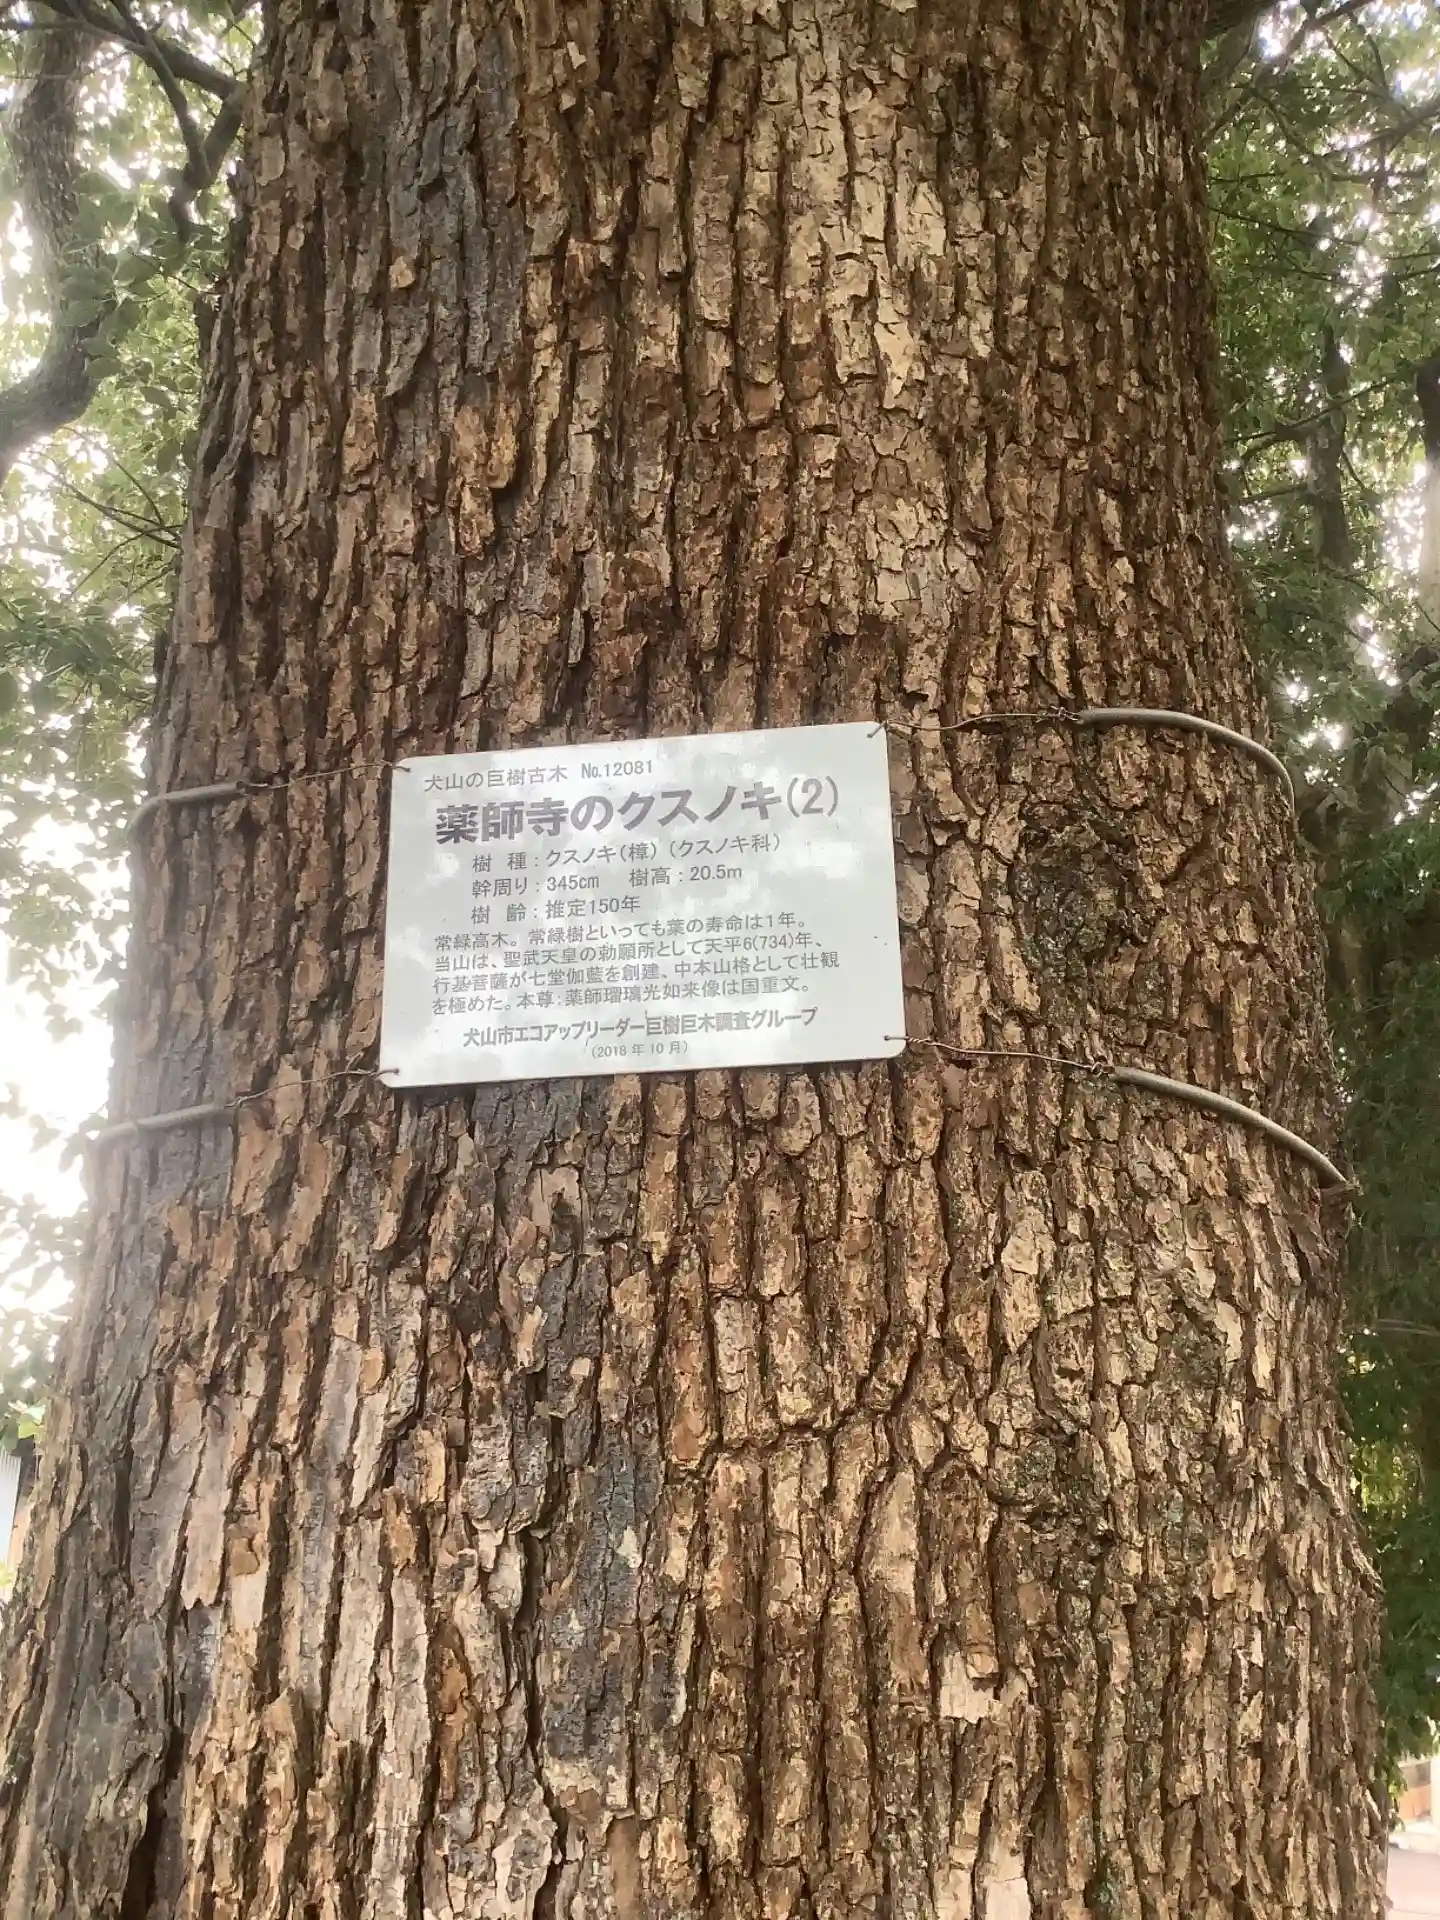 犬山の巨樹古木 No.12081
薬師寺のクスノキ(2)
樹 種:クスノキ(樟)(クスノキ科)
幹周り:345cm 樹高:20.5m
樹 齢:推定150年
常緑高木。常緑樹といっても葉の寿命は1年。
当山は、聖武天皇の勅願所として天平6(734)年、
行基菩薩が七堂伽藍を創建、中本山格として壮観
を極めた。本尊:薬師瑠璃光如来像は国重文。
犬山市エコアップリーダー巨樹巨木調査グループ
(2018年10月)